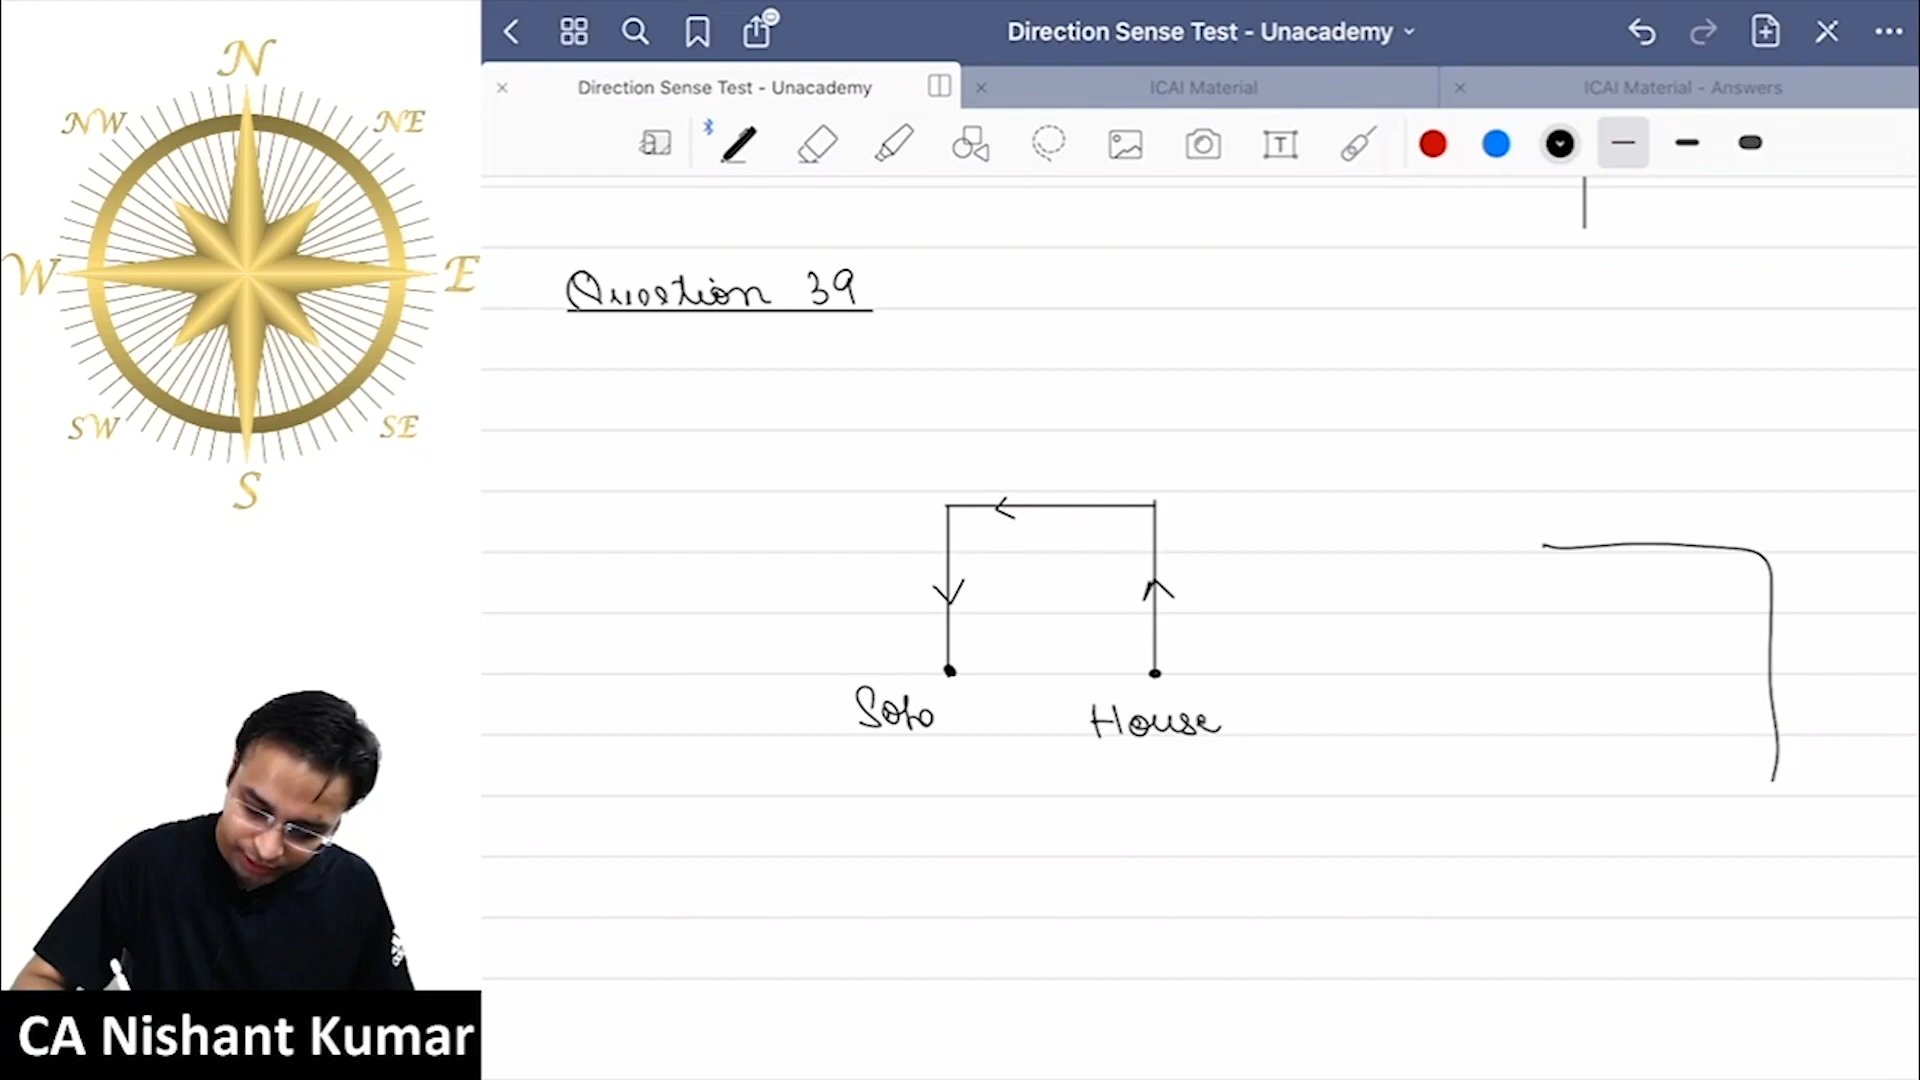 N
NW
NE
W
E
SW
SE
S
Direction Sense Test - Unacademy
Direction Sense Test - Unacademy
ICAI Material
ICAI Material - Answers
T
Question 39
House
CA Nishant Kumar